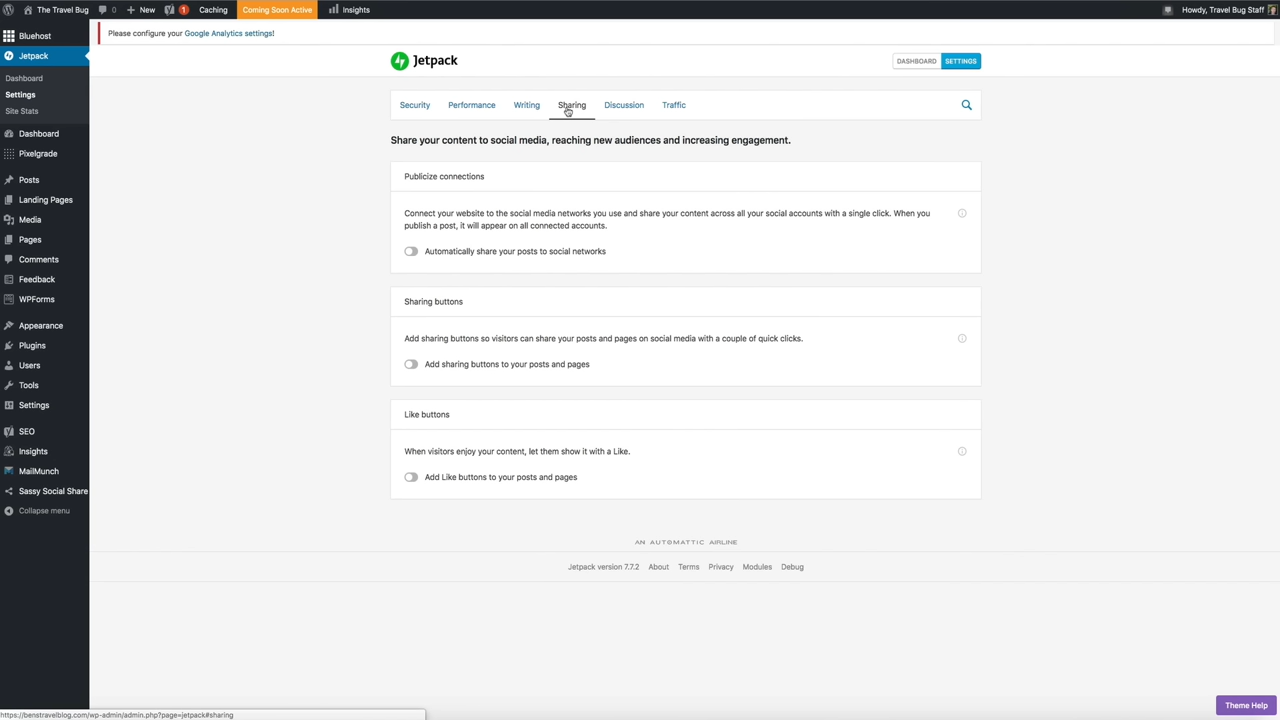 The Travel Bug 0 New 1 Caching Coming Soon Active Insights Howdy, Travel Bug Staff
Bluehost
Jetpack
Dashboard
Settings
Site Stats
Dashboard
Pixelgrade
Posts
Landing Pages
Media
Pages
Comments
Feedback
WPForms
Appearance
Plugins
Users
Tools
Settings
SEO
Insights
MailMunch
Sassy Social Share
Collapse menu
Please configure your Google Analytics settings!
Jetpack
DASHBOARD SETTINGS
Security Performance Writing Sharing Discussion Traffic
Share your content to social media, reaching new audiences and increasing engagement.
Publicize connections
Connect your website to the social media networks you use and share your content across all your social accounts with a single click. When you
publish a post, it will appear on all connected accounts.
Automatically share your posts to social networks
Sharing buttons
Add sharing buttons so visitors can share your posts and pages on social media with a couple of quick clicks.
Add sharing buttons to your posts and pages
Like buttons
When visitors enjoy your content, let them show it with a Like.
Add Like buttons to your posts and pages
AN AUTOMATTIC AIRLINE
Jetpack version 7.7.2 About Terms Privacy Modules Debug
Theme Help
https://benstravelblog.com/wp-admin/admin.php?page=jetpack#sharing